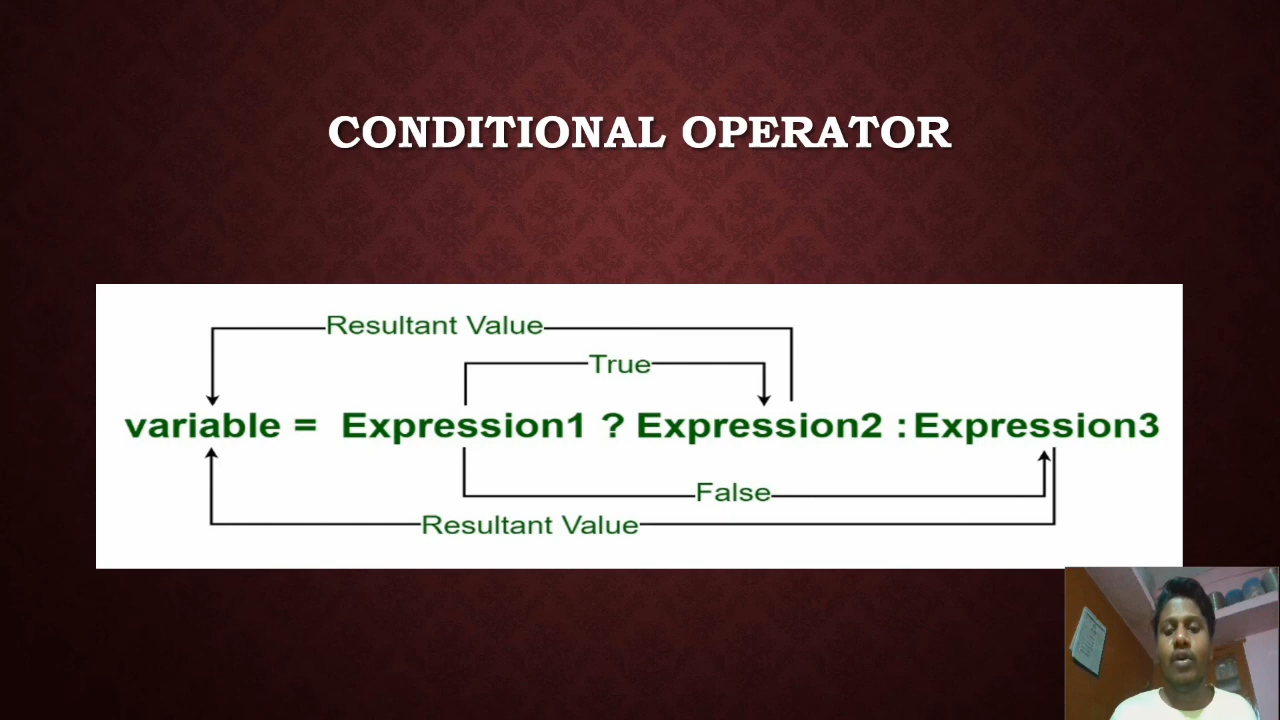 CONDITIONAL OPERATOR
Resultant Value
True
variable = Expression1 ? Expression2 : Expression3
False
Resultant Value